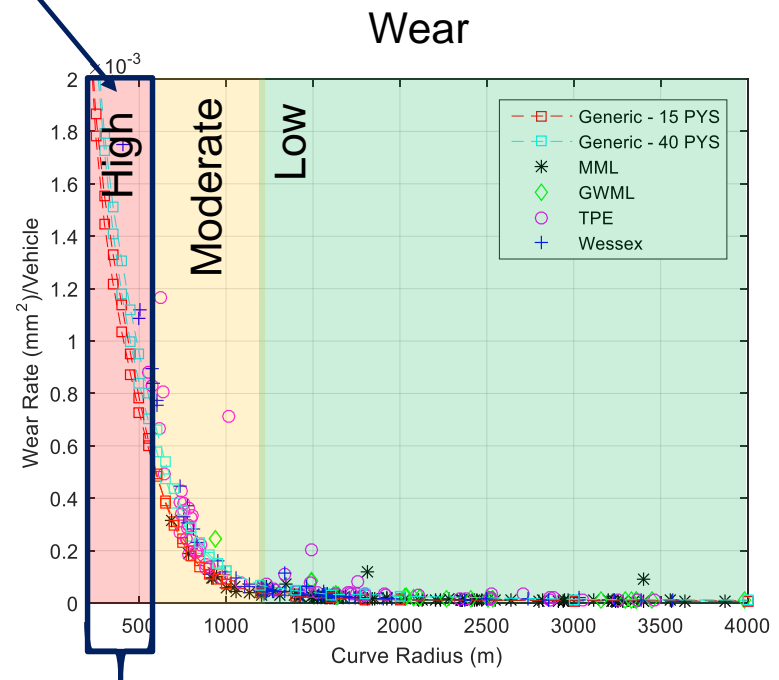 Wear
×10⁻³
2
1.8
1.6
1.4
1.2
1
0.8
0.6
0.4
0.2
0
Wear Rate (mm²)/Vehicle
High
Moderate
Low
Generic - 15 PYS
Generic - 40 PYS
MML
GWML
TPE
Wessex
500 1000 1500 2000 2500 3000 3500 4000
Curve Radius (m)